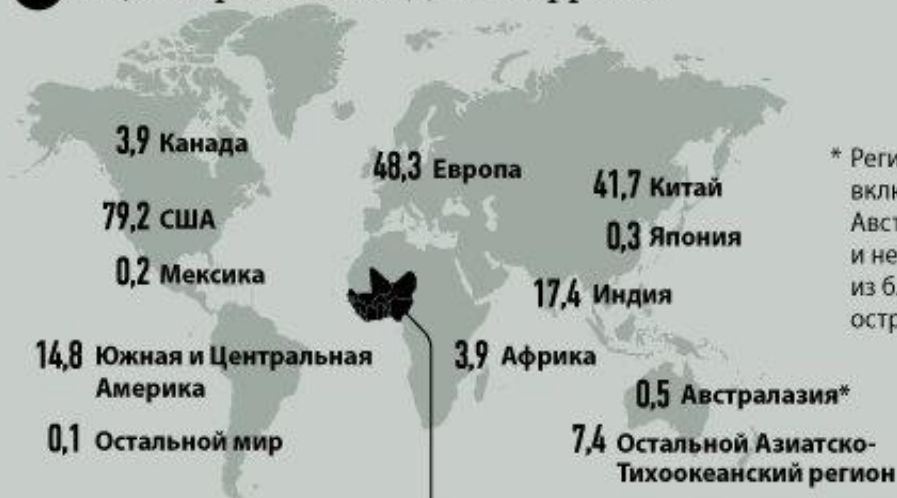 3,9 Канада
48,3 Европа
41,7 Китай
79,2 США
0,3 Япония
0,2 Мексика
17,4 Индия
14,8 Южная и Центральная
Америка
3,9 Африка
0,5 Австралазия*
0,1 Остальной мир
7,4 Остальной Азиатско-
Тихоокеанский регион
*
и
из